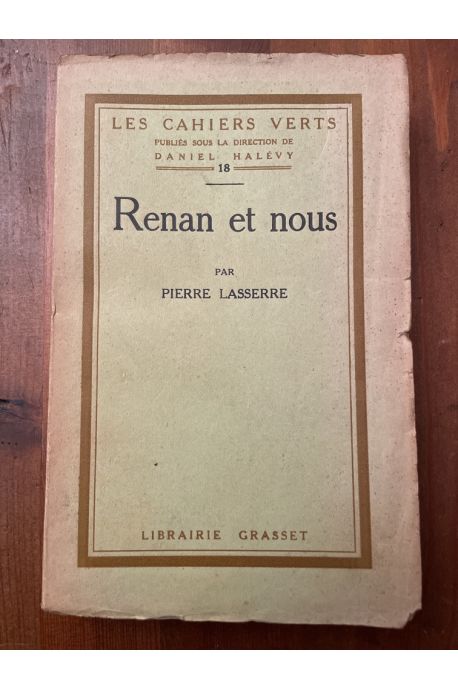 LES CAHIERS VERTS
PUBLIÉS SOUS LA DIRECTION DE
DANIEL HALÉVY
18
Renan et nous
PAR
PIERRE LASSERRE
LIBRAIRIE GRASSET